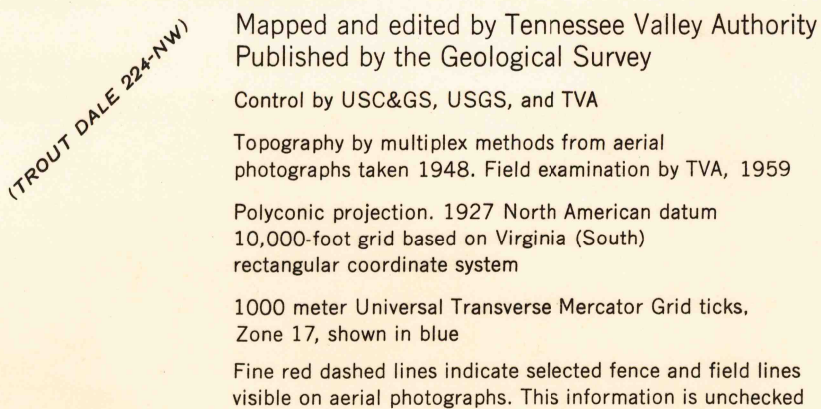 (TROUT DALE 224-NW)
Mapped and edited by Tennessee Valley Authority
Published by the Geological Survey
Control by USC&GS, USGS, and TVA
Topography by multiplex methods from aerial
photographs taken 1948. Field examination by TVA, 1959
Polyconic projection. 1927 North American datum
10,000-foot grid based on Virginia (South)
rectangular coordinate system
1000 meter Universal Transverse Mercator Grid ticks,
Zone 17, shown in blue
Fine red dashed lines indicate selected fence and field lines
visible on aerial photographs. This information is unchecked